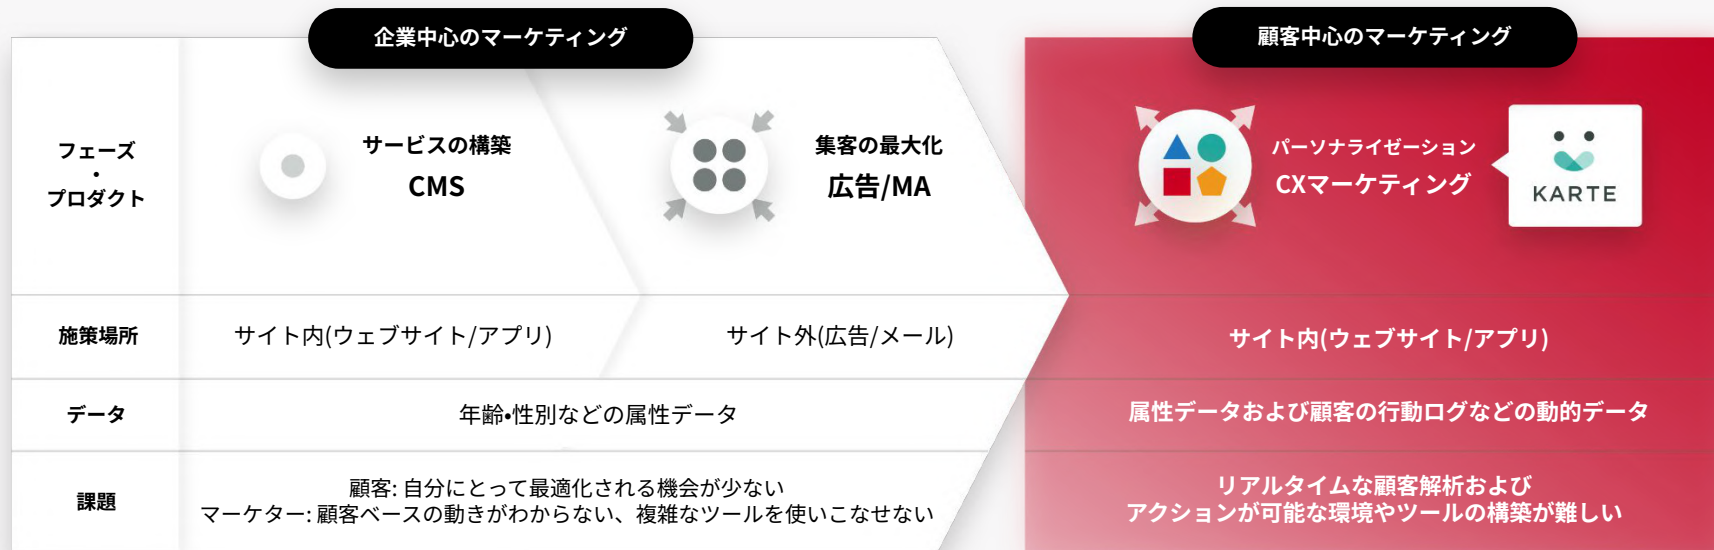 企業中心のマーケティング
顧客中心のマーケティング
フェーズ
・
プロダクト
サービスの構築
CMS
集客の最大化
広告/MA
パーソナライゼーション
CXマーケティング
KARTE
施策場所
サイト内(ウェブサイト/アプリ)
サイト外(広告/メール)
サイト内(ウェブサイト/アプリ)
データ
年齢•性別などの属性データ
属性データおよび顧客の行動ログなどの動的データ
課題
顧客: 自分にとって最適化される機会が少ない
マーケター: 顧客ベースの動きがわからない、複雑なツールを使いこなせない
リアルタイムな顧客解析および
アクションが可能な環境やツールの構築が難しい